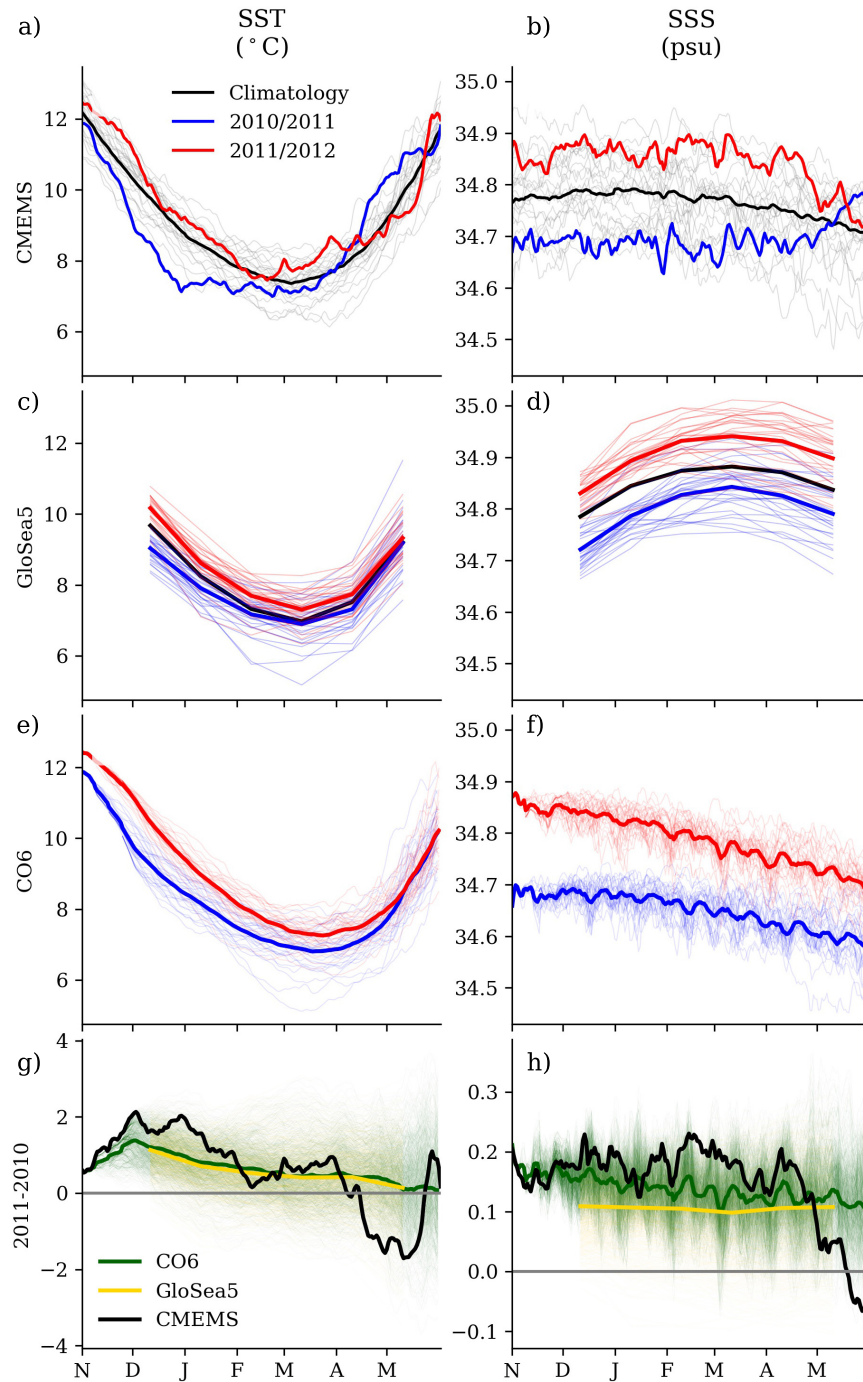 SST
(°C)
SSS
(psu)
a)
b)
Climatology
2010/2011
2011/2012
CMEMS
12
10
8
6
35.0
34.9
34.8
34.7
34.6
34.5
c)
d)
GloSea5
12
10
8
6
35.0
34.9
34.8
34.7
34.6
34.5
e)
f)
CO6
12
10
8
6
35.0
34.9
34.8
34.7
34.6
34.5
g)
h)
2011-2010
4
2
0
−2
−4
CO6
GloSea5
CMEMS
0.3
0.2
0.1
0.0
−0.1
N D J F M A M
N D J F M A M